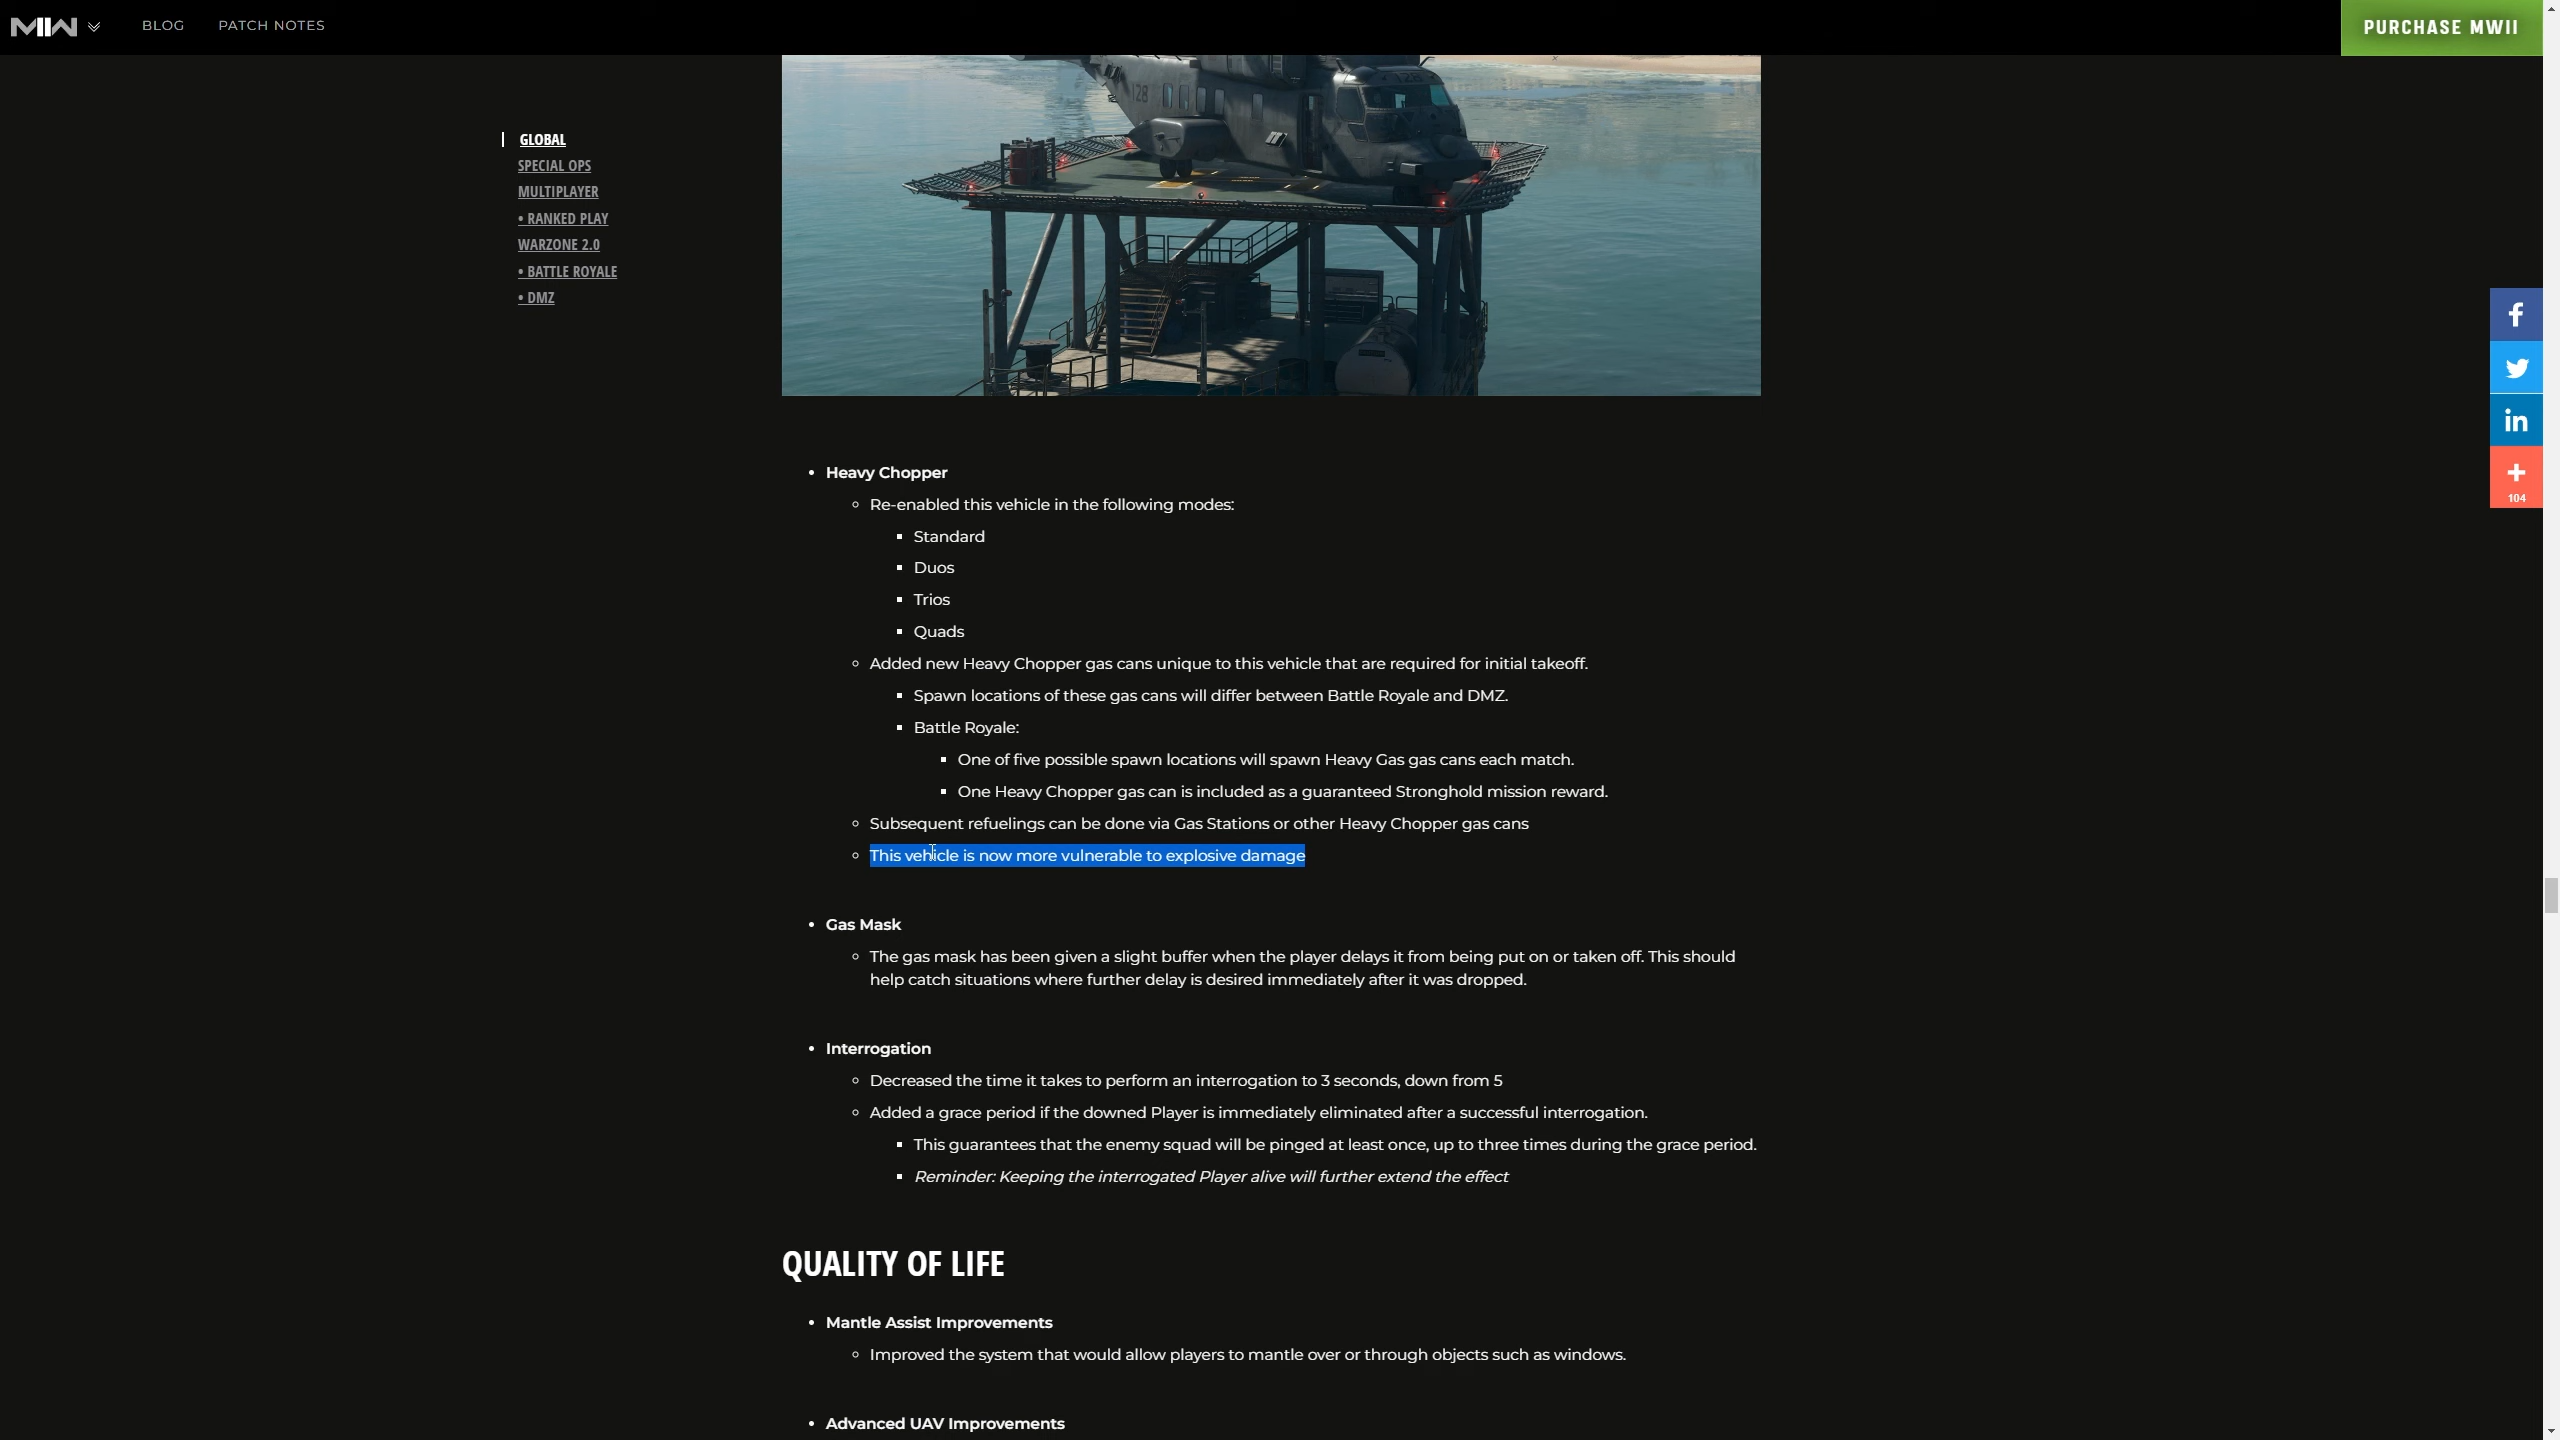 MW
BLOG
PATCH NOTES
PURCHASE MWII
GLOBAL
SPECIAL OPS
MULTIPLAYER
• RANKED PLAY
WARZONE 2.0
• BATTLE ROYALE
• DMZ
128
104
• Heavy Chopper
Re-enabled this vehicle in the following modes:
Standard
Duos
Trios
Quads
Added new Heavy Chopper gas cans unique to this vehicle that are required for initial takeoff.
Spawn locations of these gas cans will differ between Battle Royale and DMZ.
Battle Royale:
One of five possible spawn locations will spawn Heavy Gas gas cans each match.
One Heavy Chopper gas can is included as a guaranteed Stronghold mission reward.
Subsequent refuelings can be done via Gas Stations or other Heavy Chopper gas cans
This vehicle is now more vulnerable to explosive damage
• Gas Mask
The gas mask has been given a slight buffer when the player delays it from being put on or taken off. This should
help catch situations where further delay is desired immediately after it was dropped.
• Interrogation
Decreased the time it takes to perform an interrogation to 3 seconds, down from 5
Added a grace period if the downed Player is immediately eliminated after a successful interrogation.
This guarantees that the enemy squad will be pinged at least once, up to three times during the grace period.
Reminder: Keeping the interrogated Player alive will further extend the effect
QUALITY OF LIFE
• Mantle Assist Improvements
Improved the system that would allow players to mantle over or through objects such as windows.
• Advanced UAV Improvements